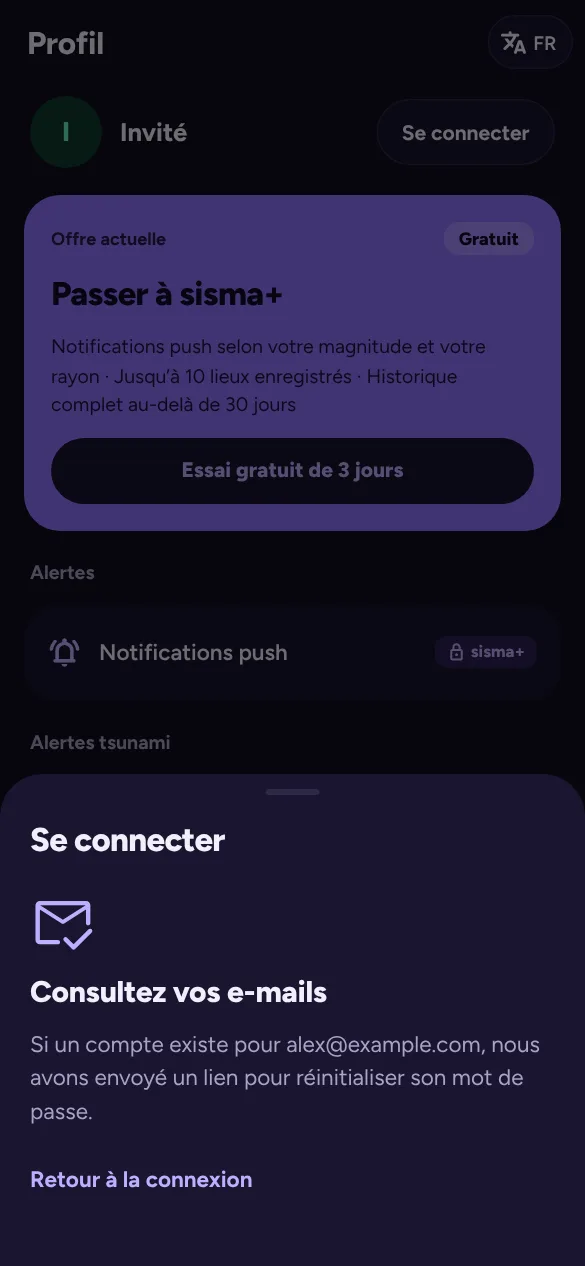 Profil
FR
I
Invité
Se connecter
Offre actuelle
Gratuit
Passer à sisma+
Notifications push selon votre magnitude et votre
rayon · Jusqu’à 10 lieux enregistrés · Historique
complet au-delà de 30 jours
Essai gratuit de 3 jours
Alertes
Notifications push
sisma+
Alertes tsunami
Se connecter
Consultez vos e-mails
Si un compte existe pour alex@example.com, nous
avons envoyé un lien pour réinitialiser son mot de
passe.
Retour à la connexion